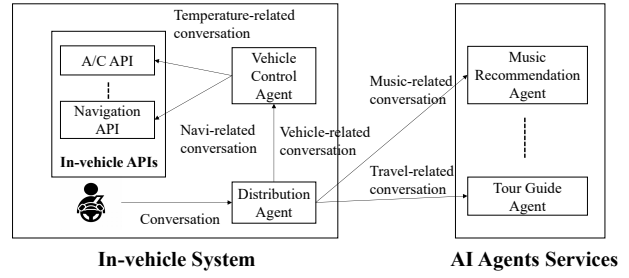 Temperature-related
conversation
A/C API
Navigation
API
In-vehicle APIs
Vehicle
Control
Agent
Navi-related
conversation
Vehicle-related
conversation
Conversation
Distribution
Agent
In-vehicle System
Music-related
conversation
Travel-related
conversation
Music
Recommendation
Agent
Tour Guide
Agent
AI Agents Services